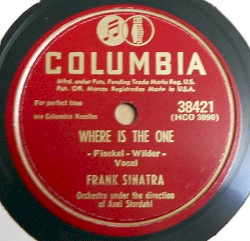 COLUMBIA
Mfd. under Pats. Pending Trade Marks Reg. U.S.
Pat. Off. Marcas Registradas Made in U.S.A.
For perfect tone
use Columbia Needles
38421
(HCO 3090)
WHERE IS THE ONE
- Finckel - Wilder -
Vocal
FRANK SINATRA
Orchestra under the direction
of Axel Stordahl